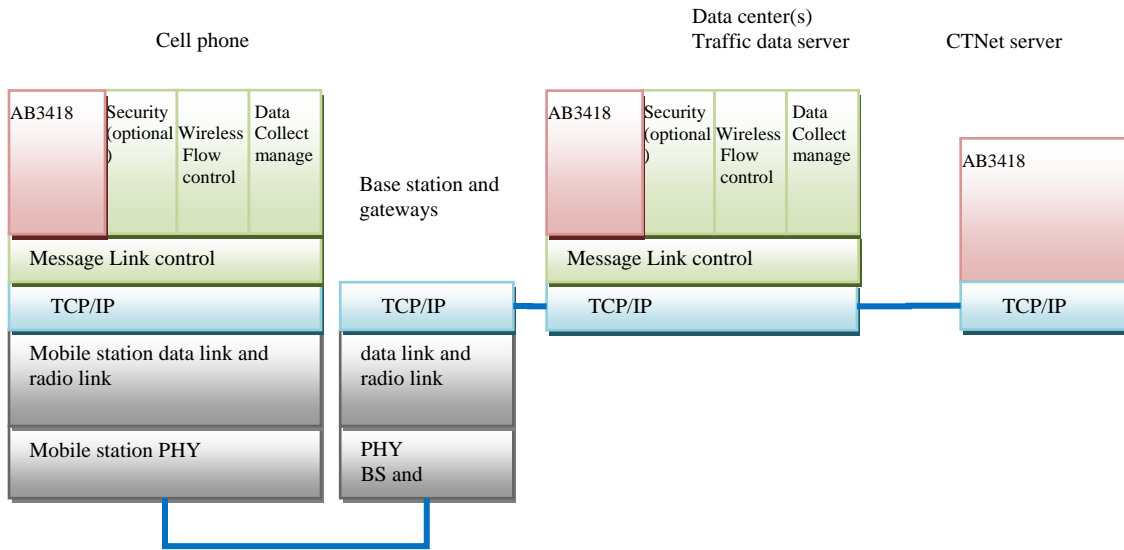 Data center(s)
Cell phone
Traffic data server
CTNet server
AB3418
Security
(optional
)
Wireless
Flow
control
Data
Collect
manage
Base station and
gateways
AB3418
Security
(optional
)
Wireless
Flow
control
Data
Collect
manage
AB3418
Message Link control
Message Link control
TCP/IP
TCP/IP
TCP/IP
TCP/IP
Mobile station data link and
radio link
data link and
radio link
Mobile station PHY
PHY
BS and